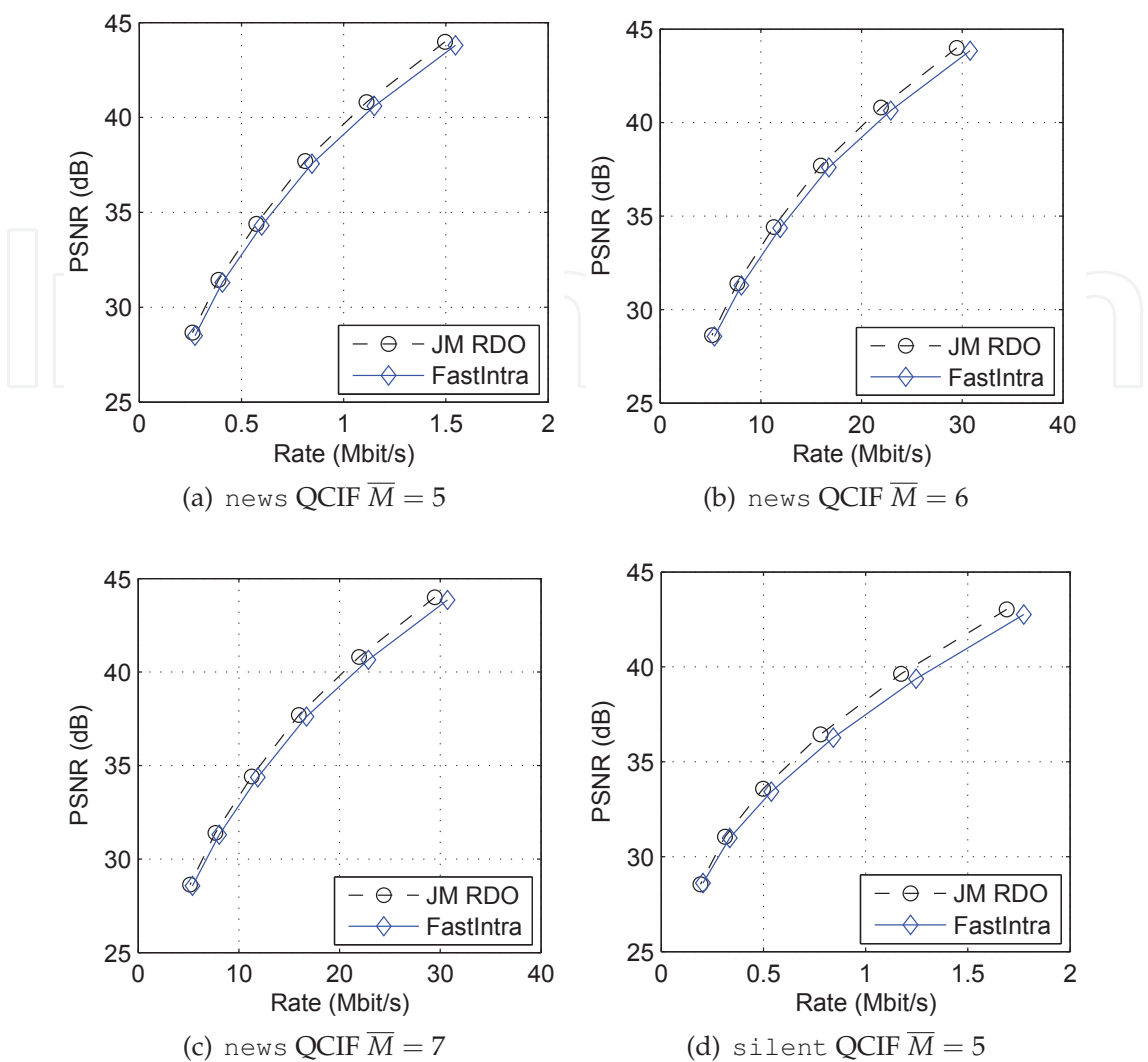 45
40
35
30
25
PSNR (dB)
0 0.5 1 1.5 2
Rate (Mbit/s)
JM RDO
FastIntra
(a) news QCIF M̅ = 5
45
40
35
30
25
PSNR (dB)
0 10 20 30 40
Rate (Mbit/s)
JM RDO
FastIntra
(b) news QCIF M̅ = 6
45
40
35
30
25
PSNR (dB)
0 10 20 30 40
Rate (Mbit/s)
JM RDO
FastIntra
(c) news QCIF M̅ = 7
45
40
35
30
25
PSNR (dB)
0 0.5 1 1.5 2
Rate (Mbit/s)
JM RDO
FastIntra
(d) silent QCIF M̅ = 5